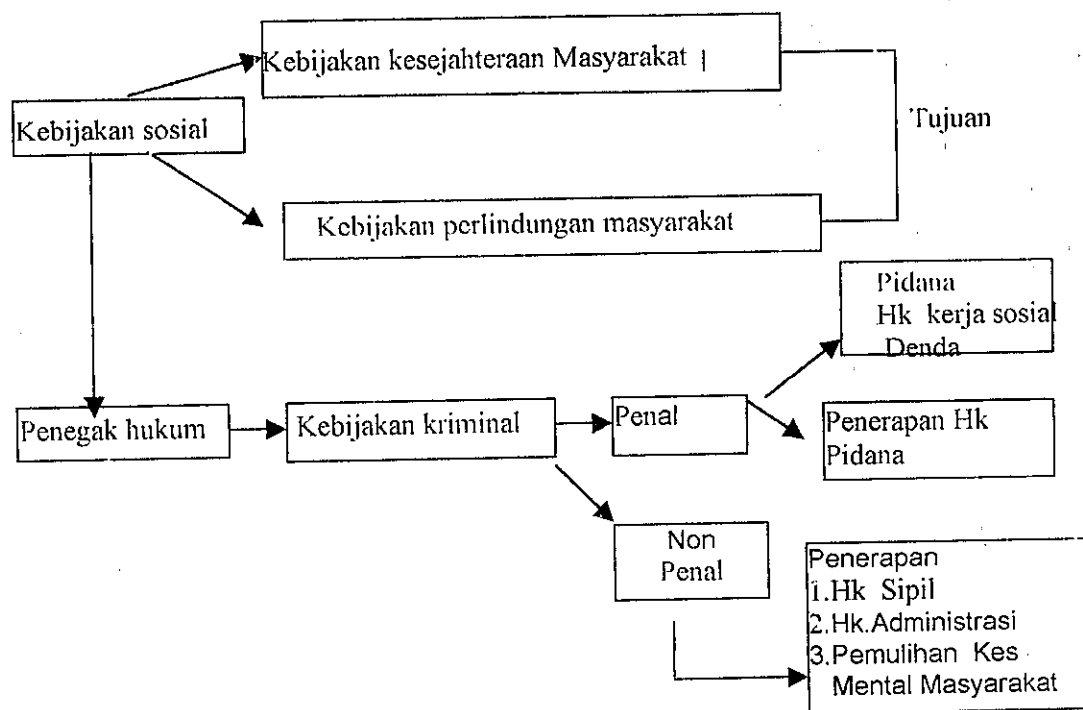 Kebijakan kesejahteraan Masyarakat
Kebijakan sosial
Tujuan
Kebijakan perlindungan masyarakat
Pidana
Hk kerja sosial
Denda
Penegak hukum
Kebijakan kriminal
Penal
Penerapan Hk
Pidana
Non
Penal
Penerapan
1.Hk Sipil
2.Hk.Administrasi
3.Pemulihan Kes
Mental Masyarakat